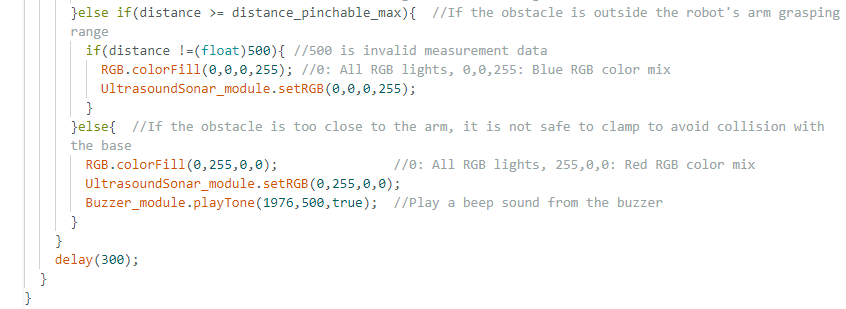 }else if(distance >= distance_pinchable_max){  //If the obstacle is outside the robot's arm grasping
range
if(distance !=(float)500){ //500 is invalid measurement data
RGB.colorFill(0,0,0,255); //0: All RGB lights, 0,0,255: Blue RGB color mix
UltrasoundSonar_module.setRGB(0,0,0,255);
}
}else{  //If the obstacle is too close to the arm, it is not safe to clamp to avoid collision with
the base
RGB.colorFill(0,255,0,0);               //0: All RGB lights, 255,0,0: Red RGB color mix
UltrasoundSonar_module.setRGB(0,255,0,0);
Buzzer_module.playTone(1976,500,true);  //Play a beep sound from the buzzer
}
}
delay(300);
}
}